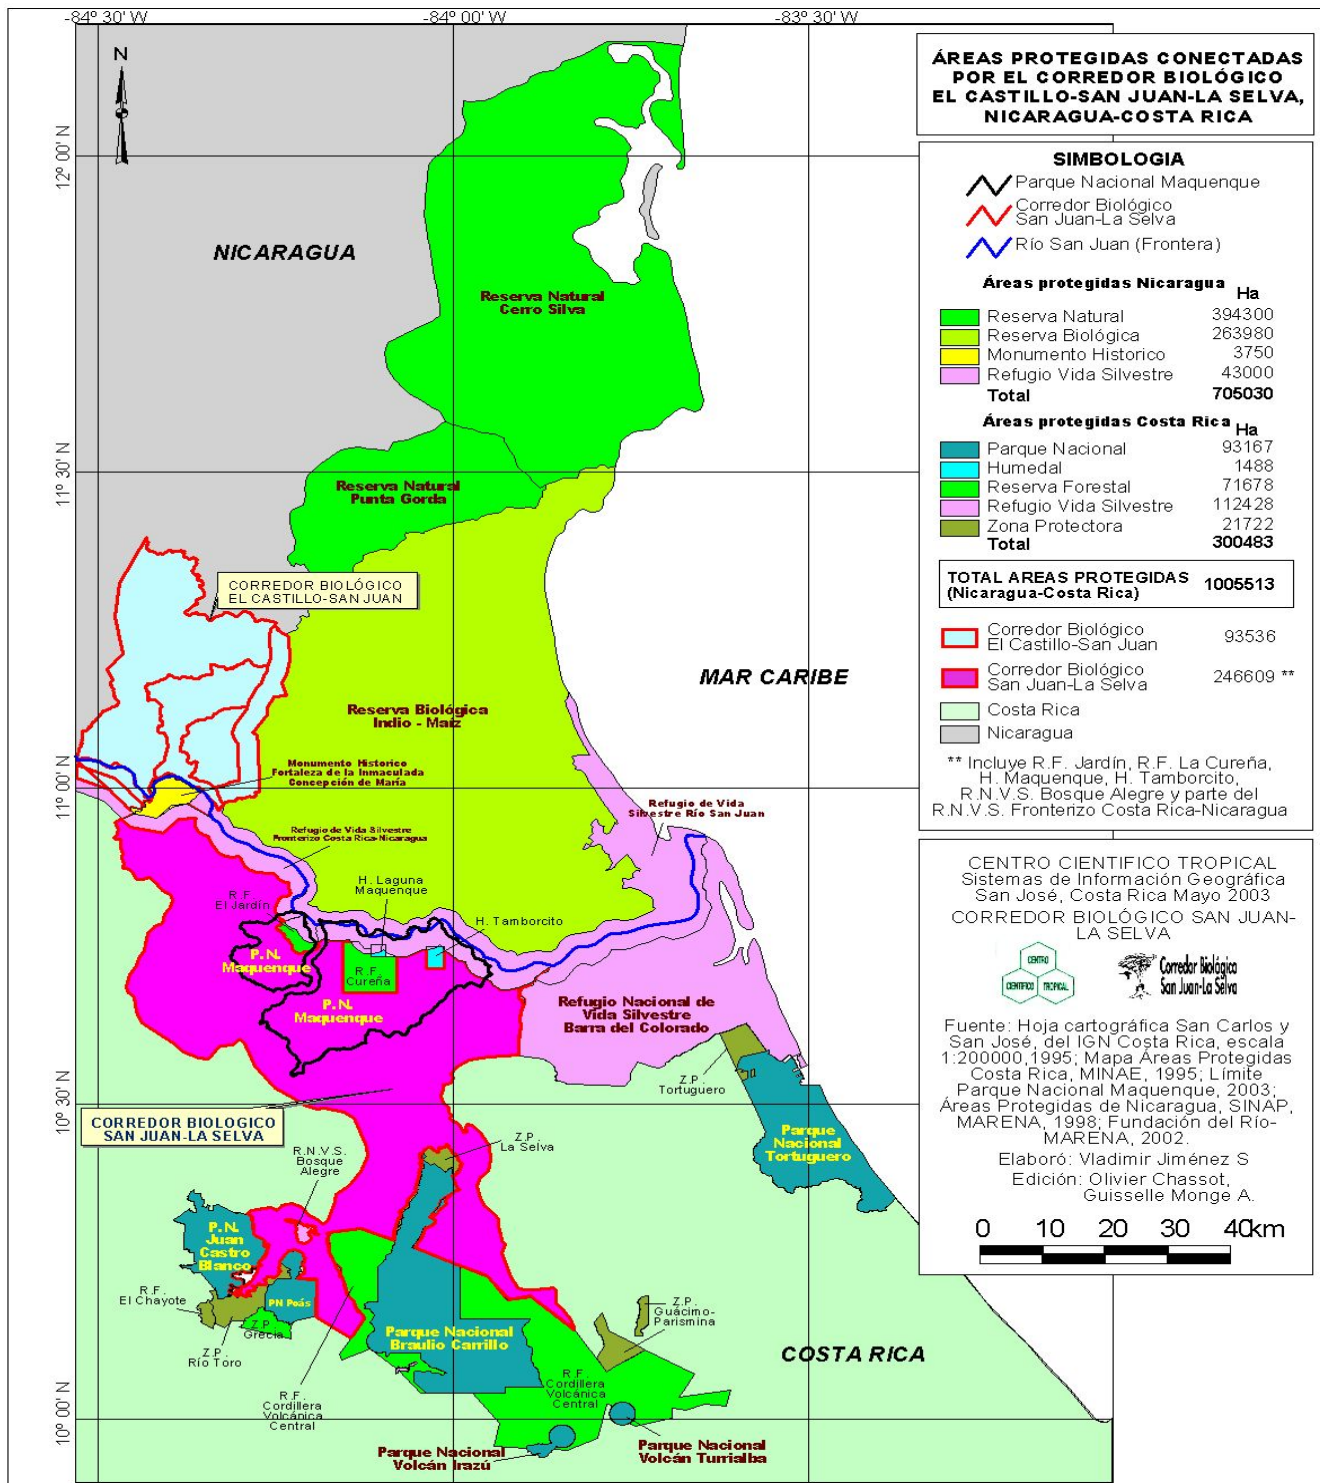 -84° 30' W
-84° 00' W
-83° 30' W
N
12° 00' N
11° 30' N
11° 00' N
10° 30' N
10° 00' N
NICARAGUA
Reserva Natural
Cerro Silva
Reserva Natural
Punta Gorda
CORREDOR BIOLÓGICO
EL CASTILLO-SAN JUAN
MAR CARIBE
Reserva Biológica
Indio - Maíz
Monumento Historico
Fortaleza de la Inmaculada
Concepción de María
Refugio de Vida
Silvestre Río San Juan
Refugio de Vida Silvestre
Fronterizo Costa Rica-Nicaragua
H. Laguna
Maquenque
R.F.
El Jardín
H. Tamborcito
P.N.
Maquenque
R.F.
Cureña
P.N.
Maquenque
Refugio Nacional de
Vida Silvestre
Barra del Colorado
Z.P.
Tortuguero
CORREDOR BIOLOGICO
SAN JUAN-LA SELVA
Z.P.
La Selva
Parque
Nacional
Tortuguero
R.N.V.S.
Bosque
Alegre
P.N.
Juan
Castro
Blanco
R.F.
El Chayote
PN Poás
Z.P.
Grecia
Z.P.
Río Toro
Z.P.
Guácimo-
Parismina
Parque Nacional
Braulio Carrillo
COSTA RICA
R.F.
Cordillera
Volcánica
Central
R.F.
Cordillera
Volcánica
Central
Parque Nacional
Volcán Irazú
Parque Nacional
Volcán Turrialba
ÁREAS PROTEGIDAS CONECTADAS
POR EL CORREDOR BIOLÓGICO
EL CASTILLO-SAN JUAN-LA SELVA,
NICARAGUA-COSTA RICA
SIMBOLOGIA
Parque Nacional Maquenque
Corredor Biológico
San Juan-La Selva
Río San Juan (Frontera)
Áreas protegidas Nicaragua Ha
Reserva Natural 394300
Reserva Biológica 263980
Monumento Historico 3750
Refugio Vida Silvestre 43000
Total 705030
Áreas protegidas Costa Rica Ha
Parque Nacional 93167
Humedal 1488
Reserva Forestal 71678
Refugio Vida Silvestre 112428
Zona Protectora 21722
Total 300483
TOTAL AREAS PROTEGIDAS 1005513
(Nicaragua-Costa Rica)
Corredor Biológico
El Castillo-San Juan 93536
Corredor Biológico
San Juan-La Selva 246609 **
Costa Rica
Nicaragua
** Incluye R.F. Jardín, R.F. La Cureña,
H. Maquenque, H. Tamborcito,
R.N.V.S. Bosque Alegre y parte del
R.N.V.S. Fronterizo Costa Rica-Nicaragua
CENTRO CIENTIFICO TROPICAL
Sistemas de Información Geográfica
San José, Costa Rica Mayo 2003
CORREDOR BIOLÓGICO SAN JUAN-
LA SELVA
CENTRO
CIENTIFICO TROPICAL
Corredor Biológico
San Juan-La Selva
Fuente: Hoja cartográfica San Carlos y
San José, del IGN Costa Rica, escala
1:200000,1995; Mapa Áreas Protegidas
Costa Rica, MINAE, 1995; Límite
Parque Nacional Maquenque, 2003;
Áreas Protegidas de Nicaragua, SINAP,
MARENA, 1998; Fundación del Río-
MARENA, 2002.
Elaboró: Vladimir Jiménez S
Edición: Olivier Chassot,
Guisselle Monge A.
0 10 20 30 40km